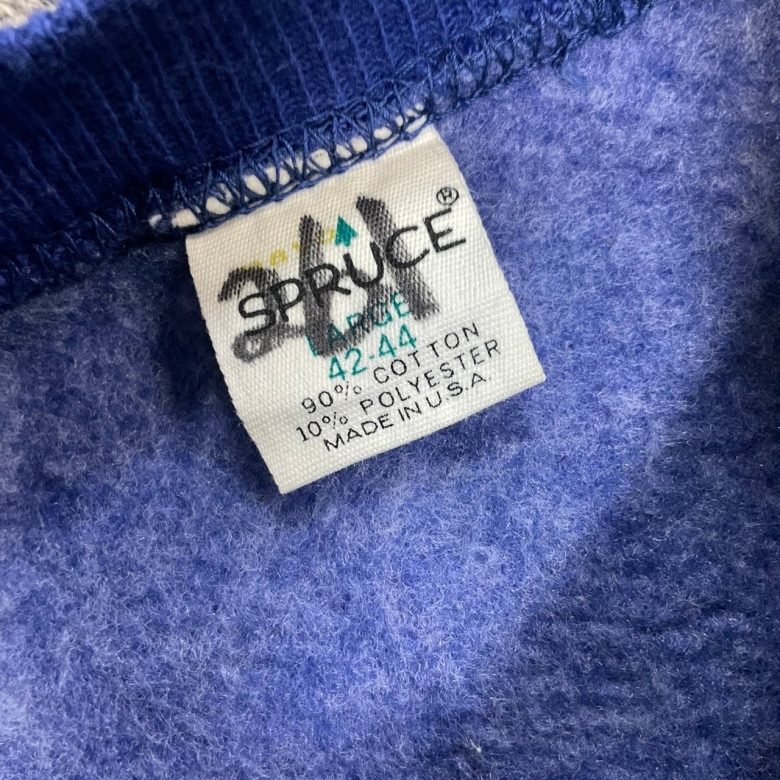 SPRUCE®
LARGE
42-44
90% COTTON
10% POLYESTER
MADE IN U.S.A.